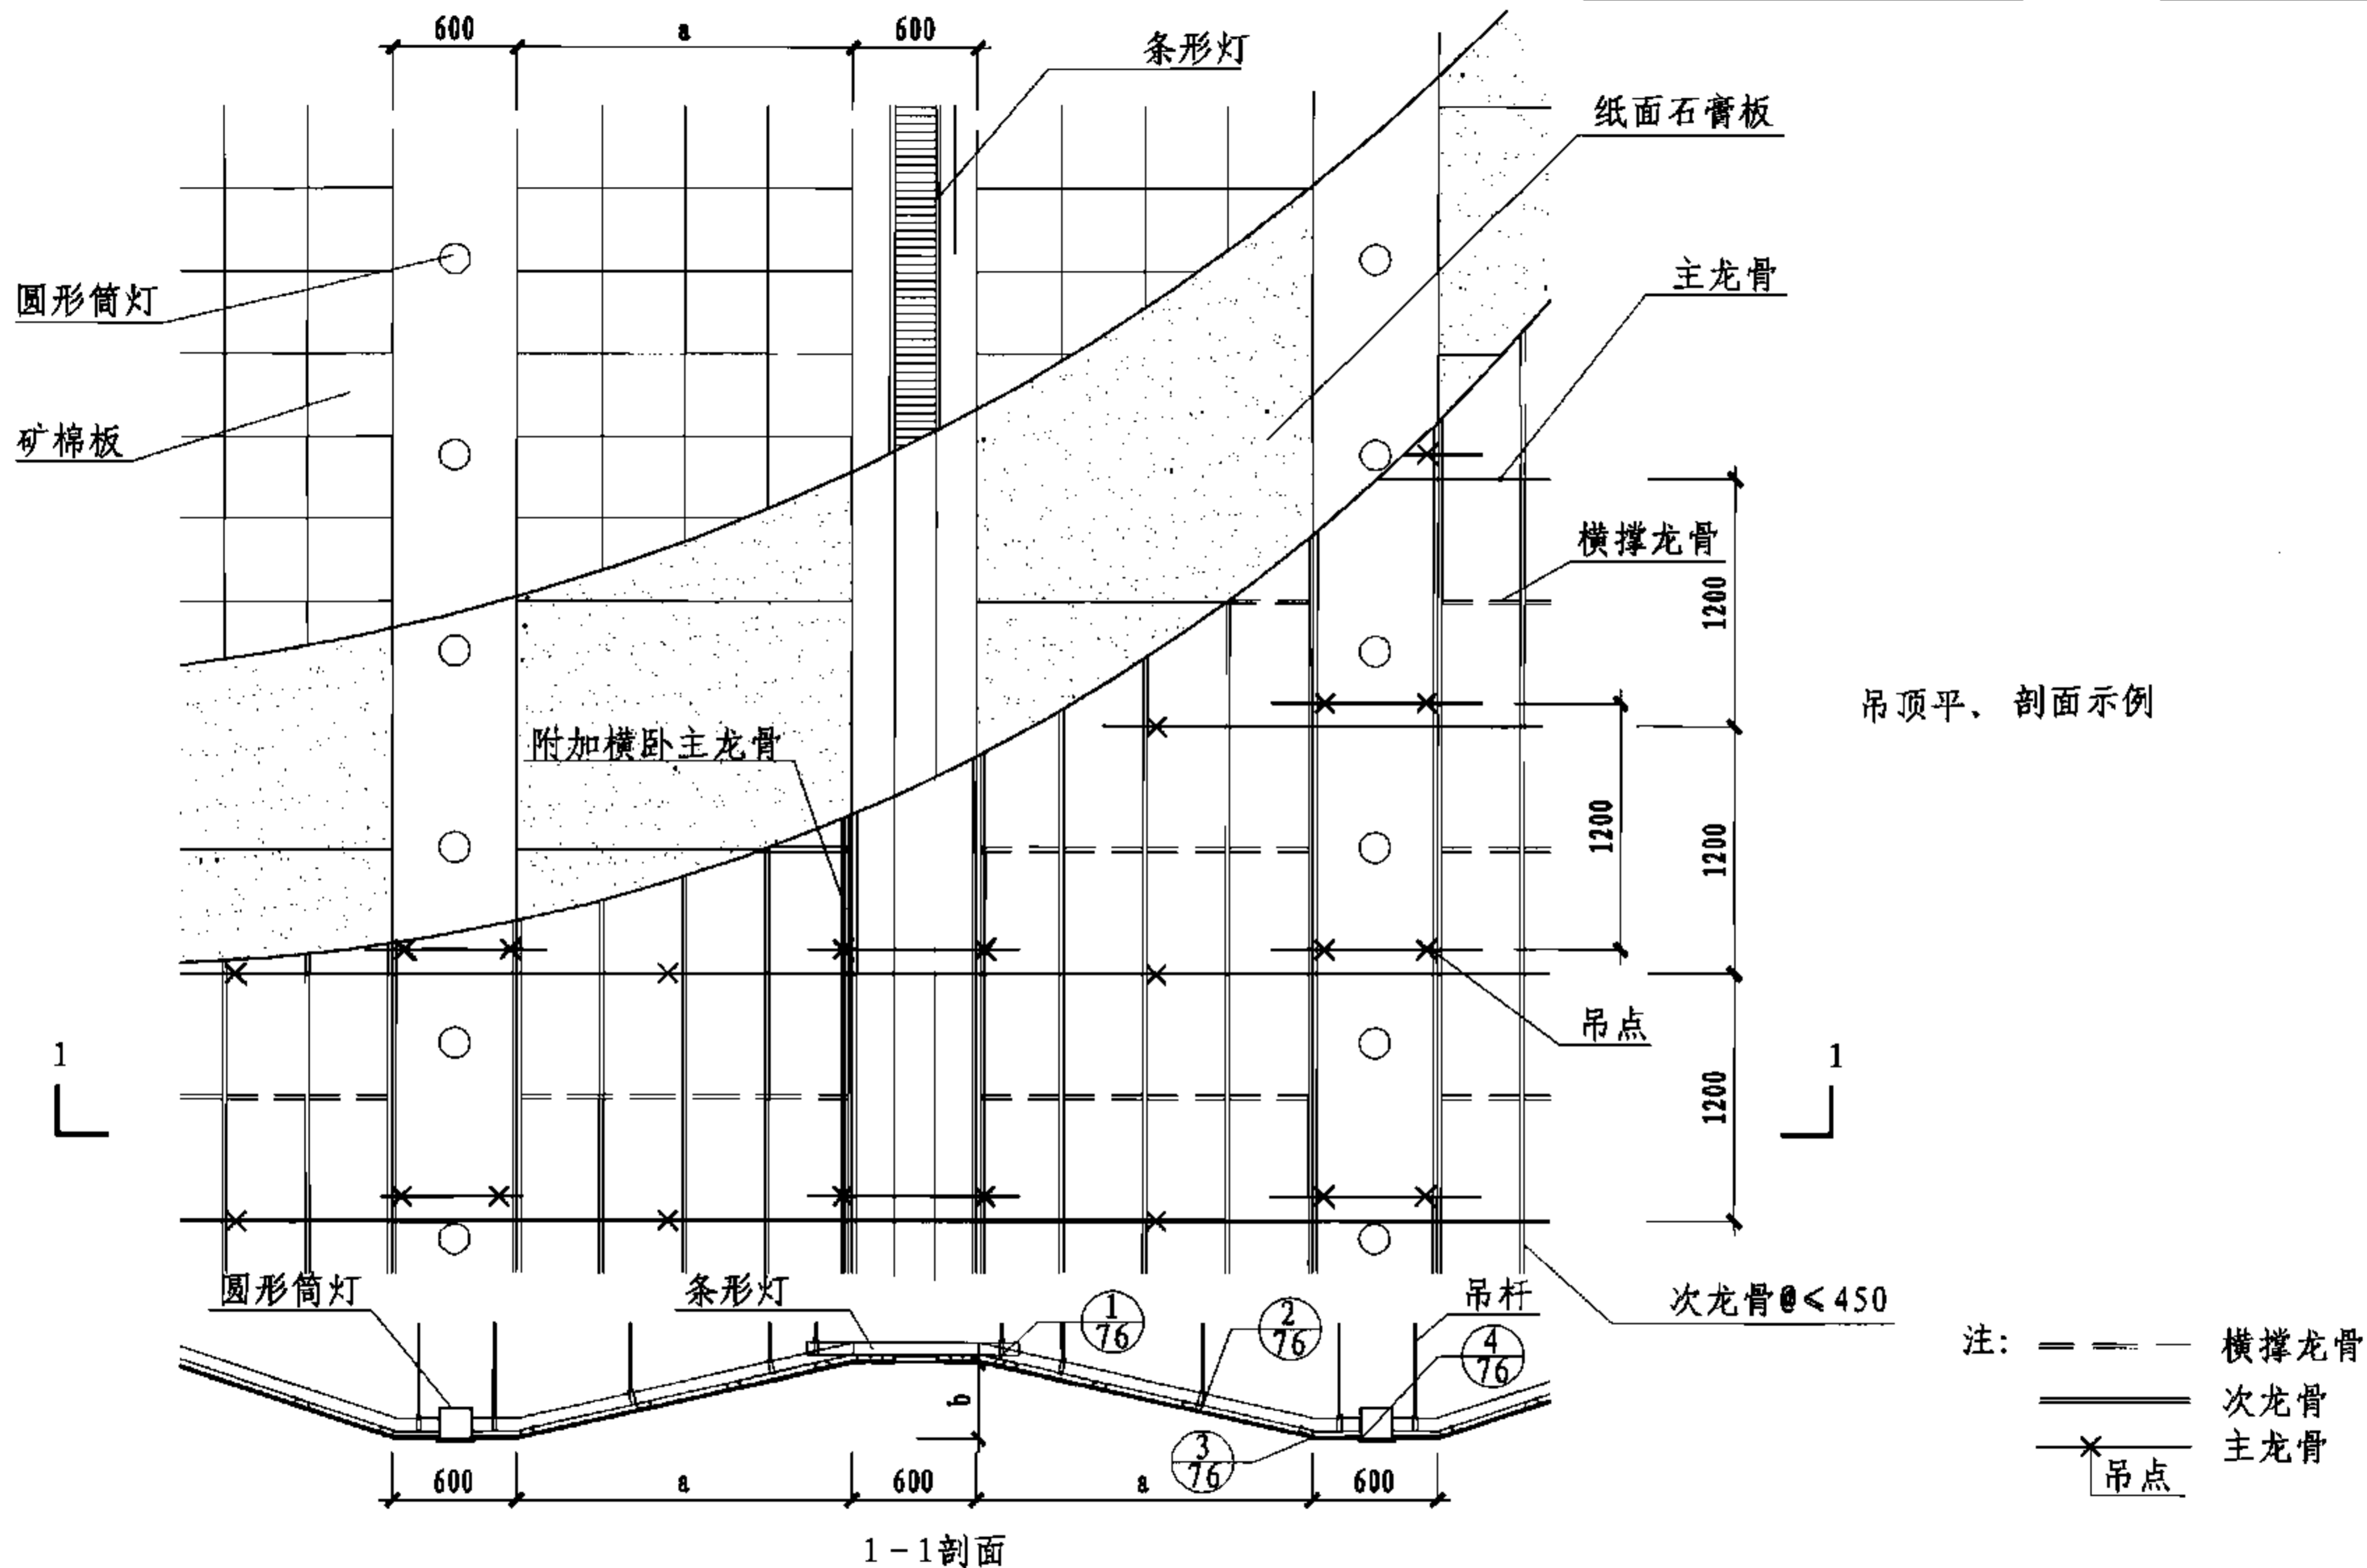 600
a
600
条形灯
纸面石膏板
圆形筒灯
主龙骨
矿棉板
横撑龙骨
1200
吊顶平、剖面示例
附加横卧主龙骨
1200
1200
吊点
1
1
1200
圆形筒灯
条形灯
1
76
2
76
吊杆
次龙骨@≤450
4
76
注:
横撑龙骨
次龙骨
主龙骨
吊点
b
3
76
600
a
600
a
600
1-1剖面